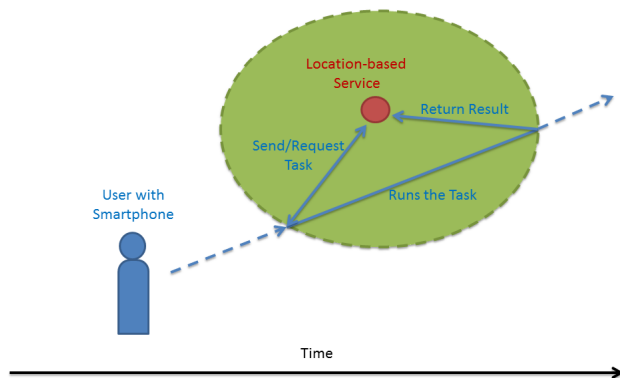 Location-based
Service
Return Result
Send/Request
Task
Runs the Task
User with
Smartphone
Time